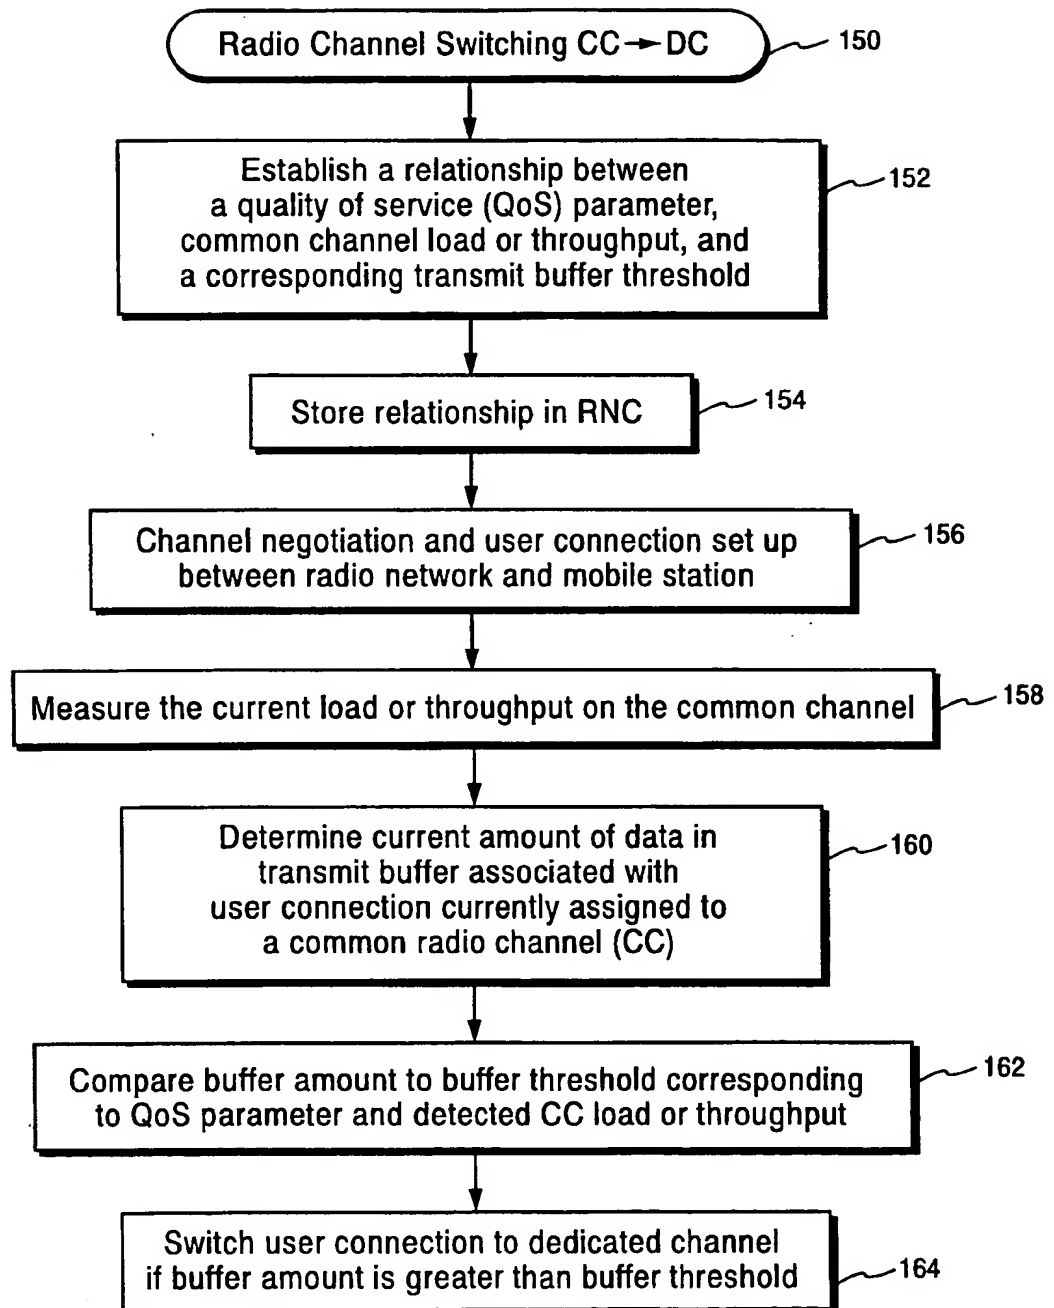 Radio Channel Switching CC→DC
150
Establish a relationship between
a quality of service (QoS) parameter,
common channel load or throughput, and
a corresponding transmit buffer threshold
152
Store relationship in RNC
154
Channel negotiation and user connection set up
between radio network and mobile station
156
Measure the current load or throughput on the common channel
158
Determine current amount of data in
transmit buffer associated with
user connection currently assigned to
a common radio channel (CC)
160
Compare buffer amount to buffer threshold corresponding
to QoS parameter and detected CC load or throughput
162
Switch user connection to dedicated channel
if buffer amount is greater than buffer threshold
164